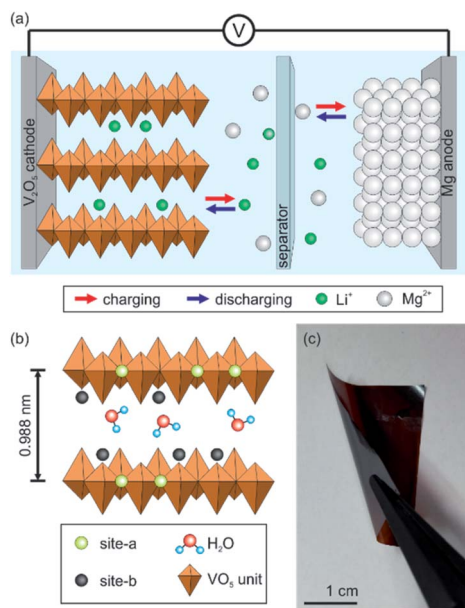 (a)
V
V₂O₅ cathode
separator
Mg anode
charging
discharging
Li⁺
Mg²⁺
(b)
0.988 nm
site-a
H₂O
site-b
VO₅ unit
(c)
1 cm